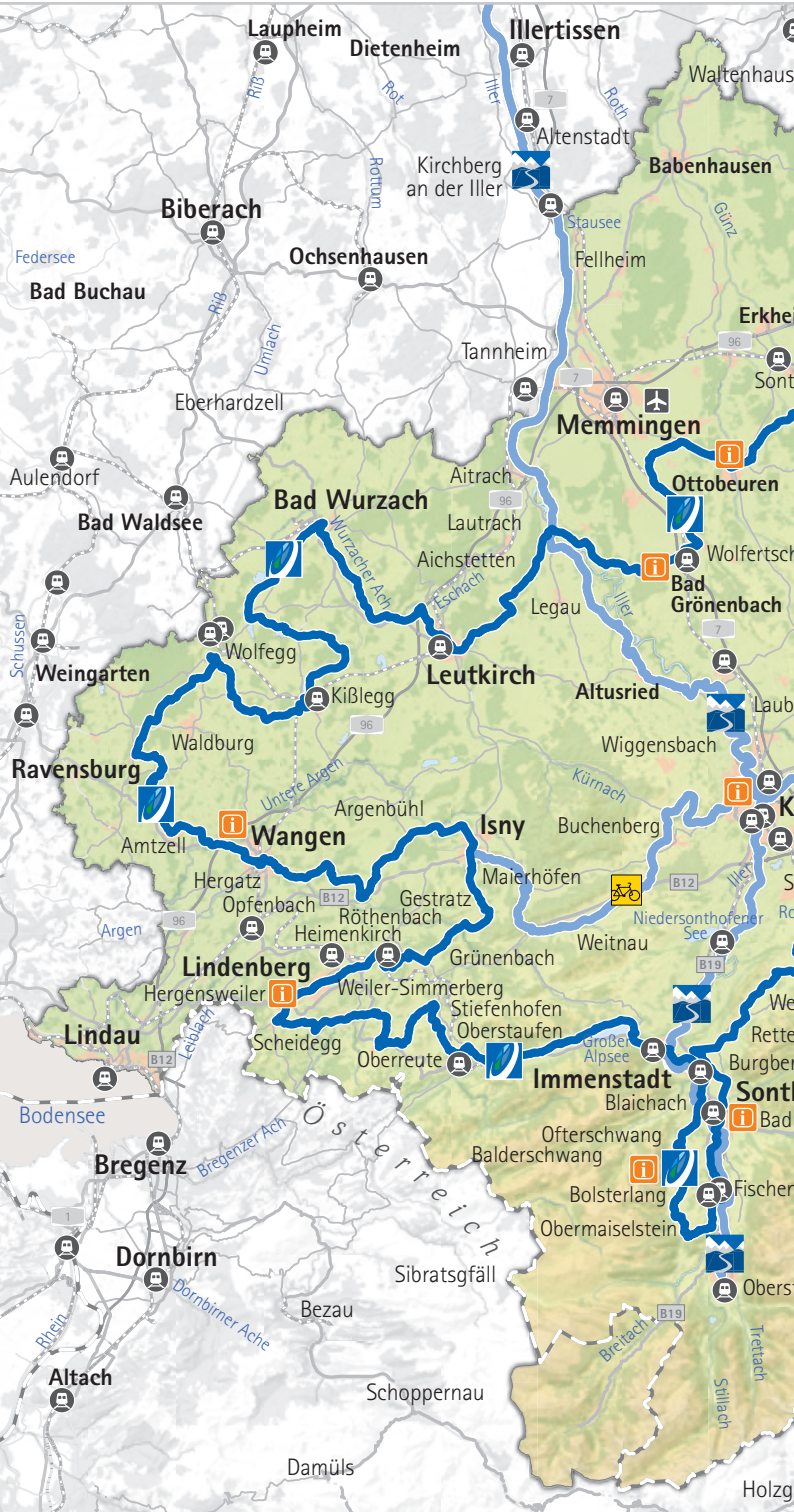 Laupheim
Dietenheim
Illertissen
Riß
Rot
Iller
7
Roth
Waltenhaus
Altenstadt
Kirchberg
an der Iller
Babenhausen
Rottum
Biberach
Stausee
Günz
Federsee
Ochsenhausen
Fellheim
Bad Buchau
Riß
Umlach
Erkhei
96
Tannheim
7
Sont
Eberhardzell
Memmingen
Aulendorf
Aitrach
Ottobeuren
Bad Wurzach
96
Bad Waldsee
Lautrach
Wurzacher Ach
Aichstetten
Eschach
Wolfertsch
Bad
Grönenbach
Legau
Iller
Schussen
Wolfegg
7
Weingarten
Leutkirch
Kißlegg
Altusried
Laub
96
Waldburg
Wiggensbach
Ravensburg
Untere Argen
Kürnach
Argenbühl
i
Wangen
Isny
Buchenberg
K
Amtzell
Maierhöfen
Hergatz
B12
B12
Iller
S
Opfenbach
Gestratz
Röthenbach
96
Argen
Heimenkirch
Niedersonthofener
See
Ro
Weitnau
Grünenbach
Lindenberg
B19
Hergensweiler
Weiler-Simmerberg
Stiefenhofen
We
Oberstaufen
Lindau
Leiblach
Scheidegg
Großer
Alpsee
Rette
B12
Oberreute
Burgber
Immenstadt
Blaichach
Sonth
Bodensee
Österreich
Bad
Bregenzer Ach
Ofterschwang
Balderschwang
Bregenz
Bolsterlang
Fischen
1
Obermaiselstein
Dornbirn
Sibratsgfäll
Oberst
Dornbirner Ache
Bezau
B19
Rhein
Breitach
Trettach
Altach
Schoppernau
Stillach
Damüls
Holzg